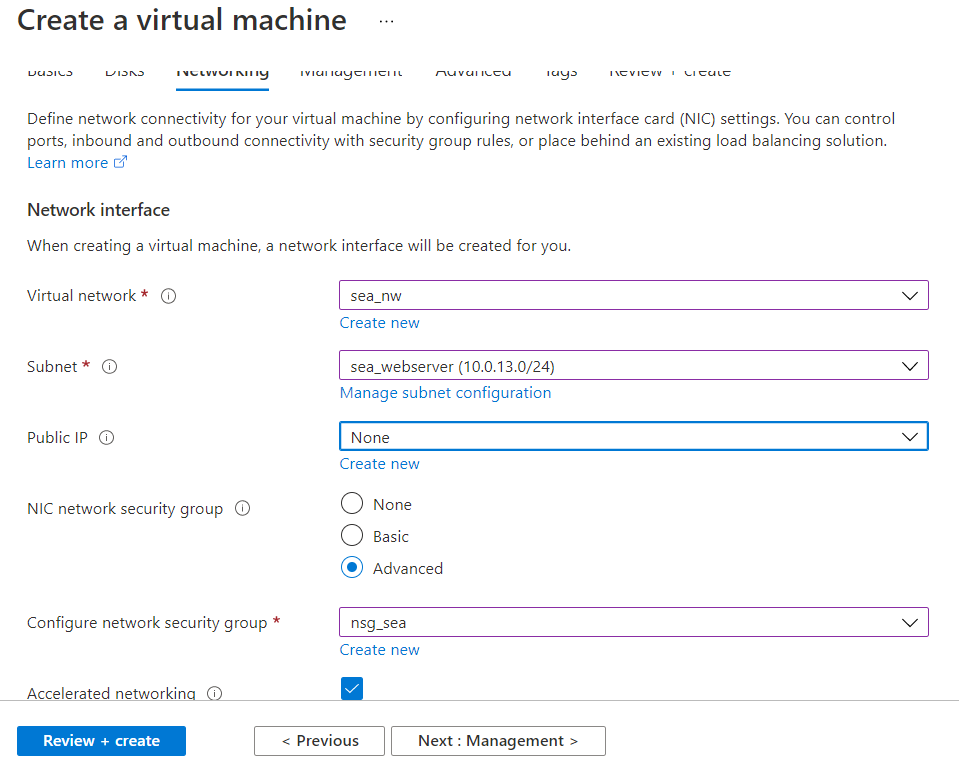 Create a virtual machine ...
Basics Disks Networking Management Advanced Tags Review + create
Define network connectivity for your virtual machine by configuring network interface card (NIC) settings. You can control
ports, inbound and outbound connectivity with security group rules, or place behind an existing load balancing solution.
Learn more
Network interface
When creating a virtual machine, a network interface will be created for you.
Virtual network * sea_nw
Create new
Subnet * sea_webserver (10.0.13.0/24)
Manage subnet configuration
Public IP None
Create new
NIC network security group
None
Basic
Advanced
Configure network security group * nsg_sea
Create new
Accelerated networking
Review + create < Previous Next : Management >